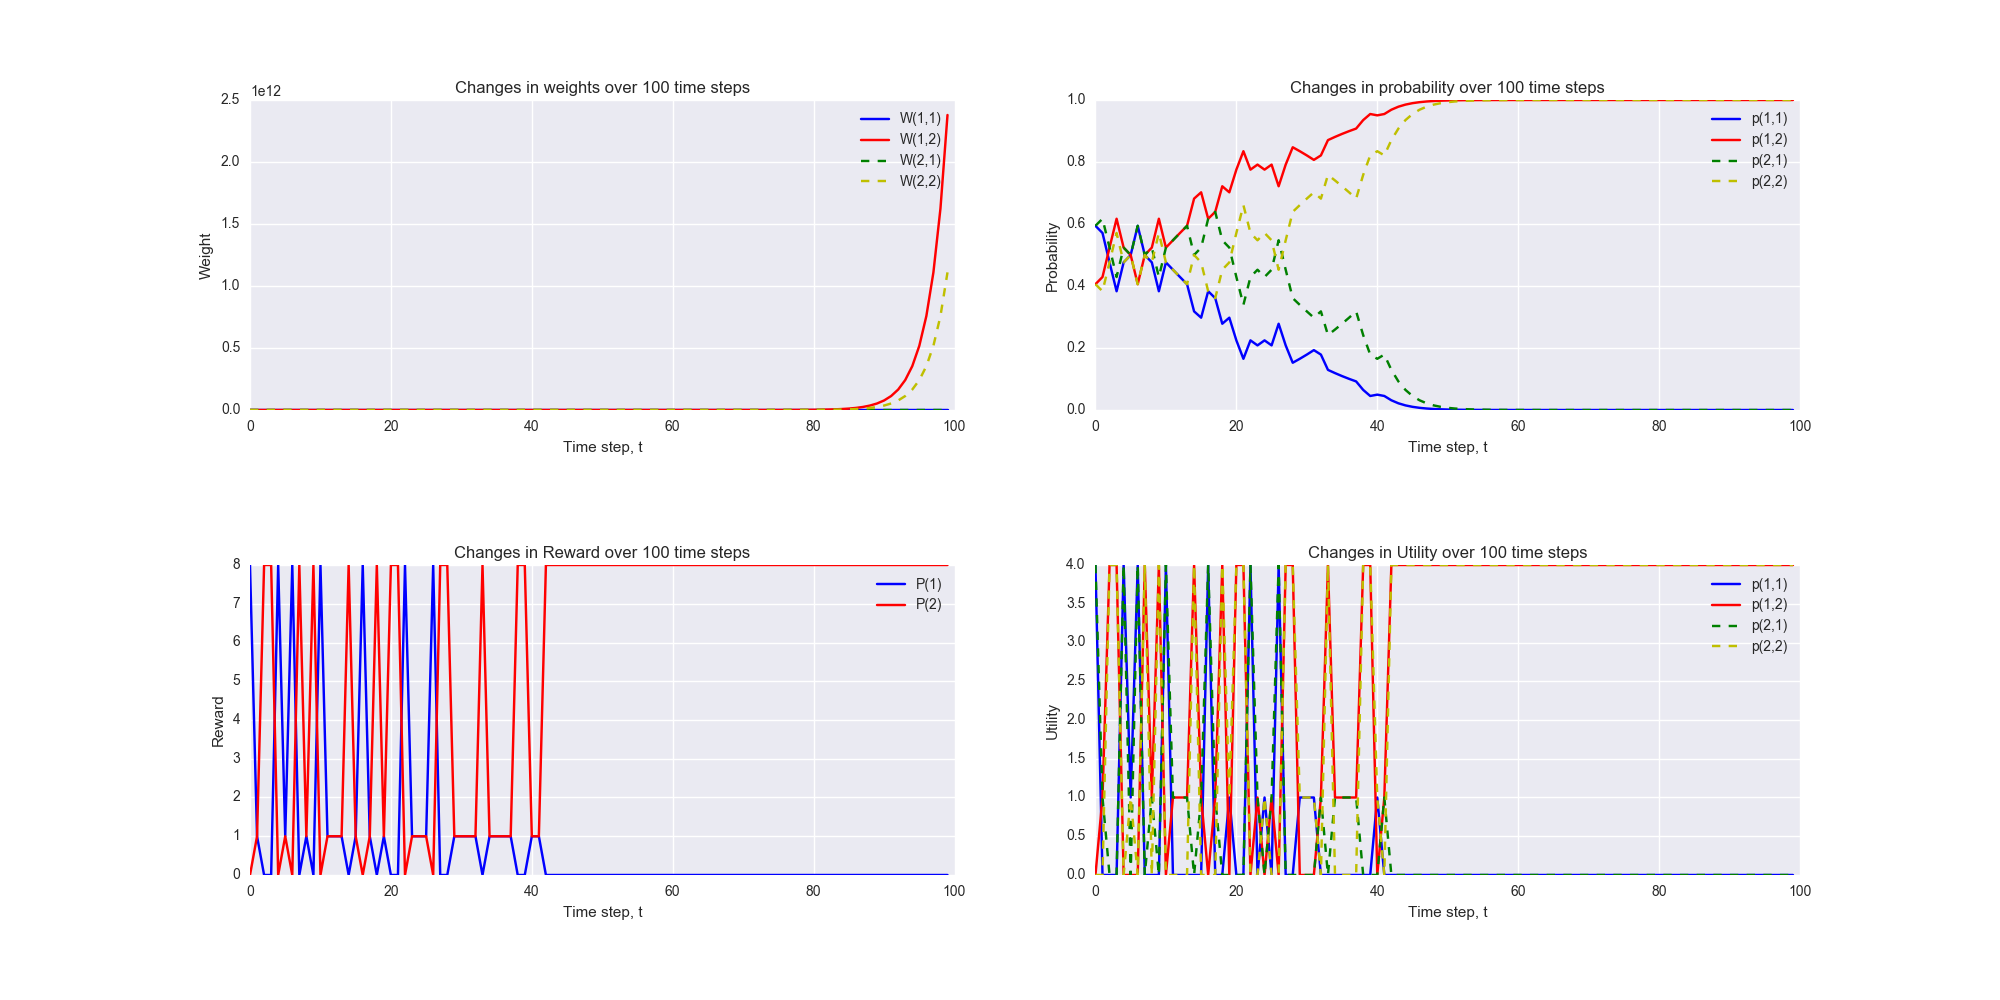 Changes in weights over 100 time steps
1e12
2.5
2.0
1.5
1.0
0.5
0.0
Weight
0 20 40 60 80 100
Time step, t
W(1,1)
W(1,2)
W(2,1)
W(2,2)
Changes in probability over 100 time steps
1.0
0.8
0.6
0.4
0.2
0.0
Probability
0 20 40 60 80 100
Time step, t
p(1,1)
p(1,2)
p(2,1)
p(2,2)
Changes in Reward over 100 time steps
8
7
6
5
4
3
2
1
0
Reward
0 20 40 60 80 100
Time step, t
P(1)
P(2)
Changes in Utility over 100 time steps
4.0
3.5
3.0
2.5
2.0
1.5
1.0
0.5
0.0
Utility
0 20 40 60 80 100
Time step, t
p(1,1)
p(1,2)
p(2,1)
p(2,2)